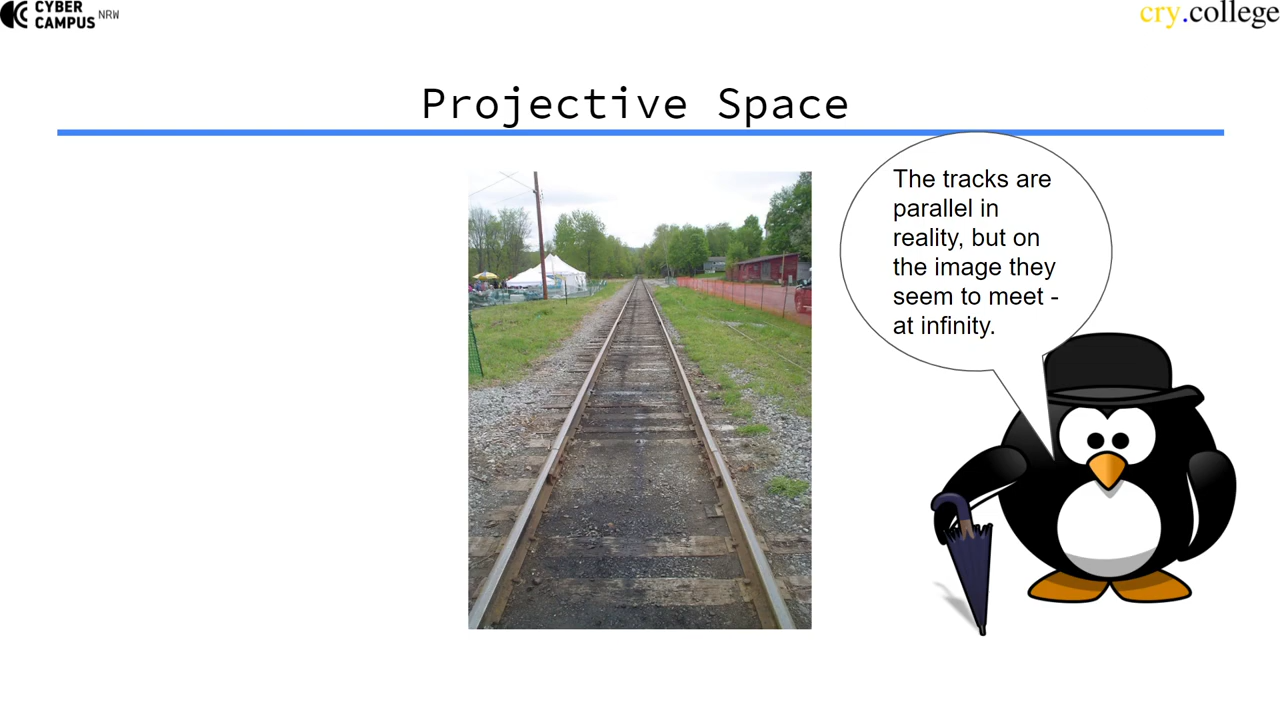 CYBER
CAMPUS NRW
cry.college
Projective Space
The tracks are
parallel in
reality, but on
the image they
seem to meet -
at infinity.